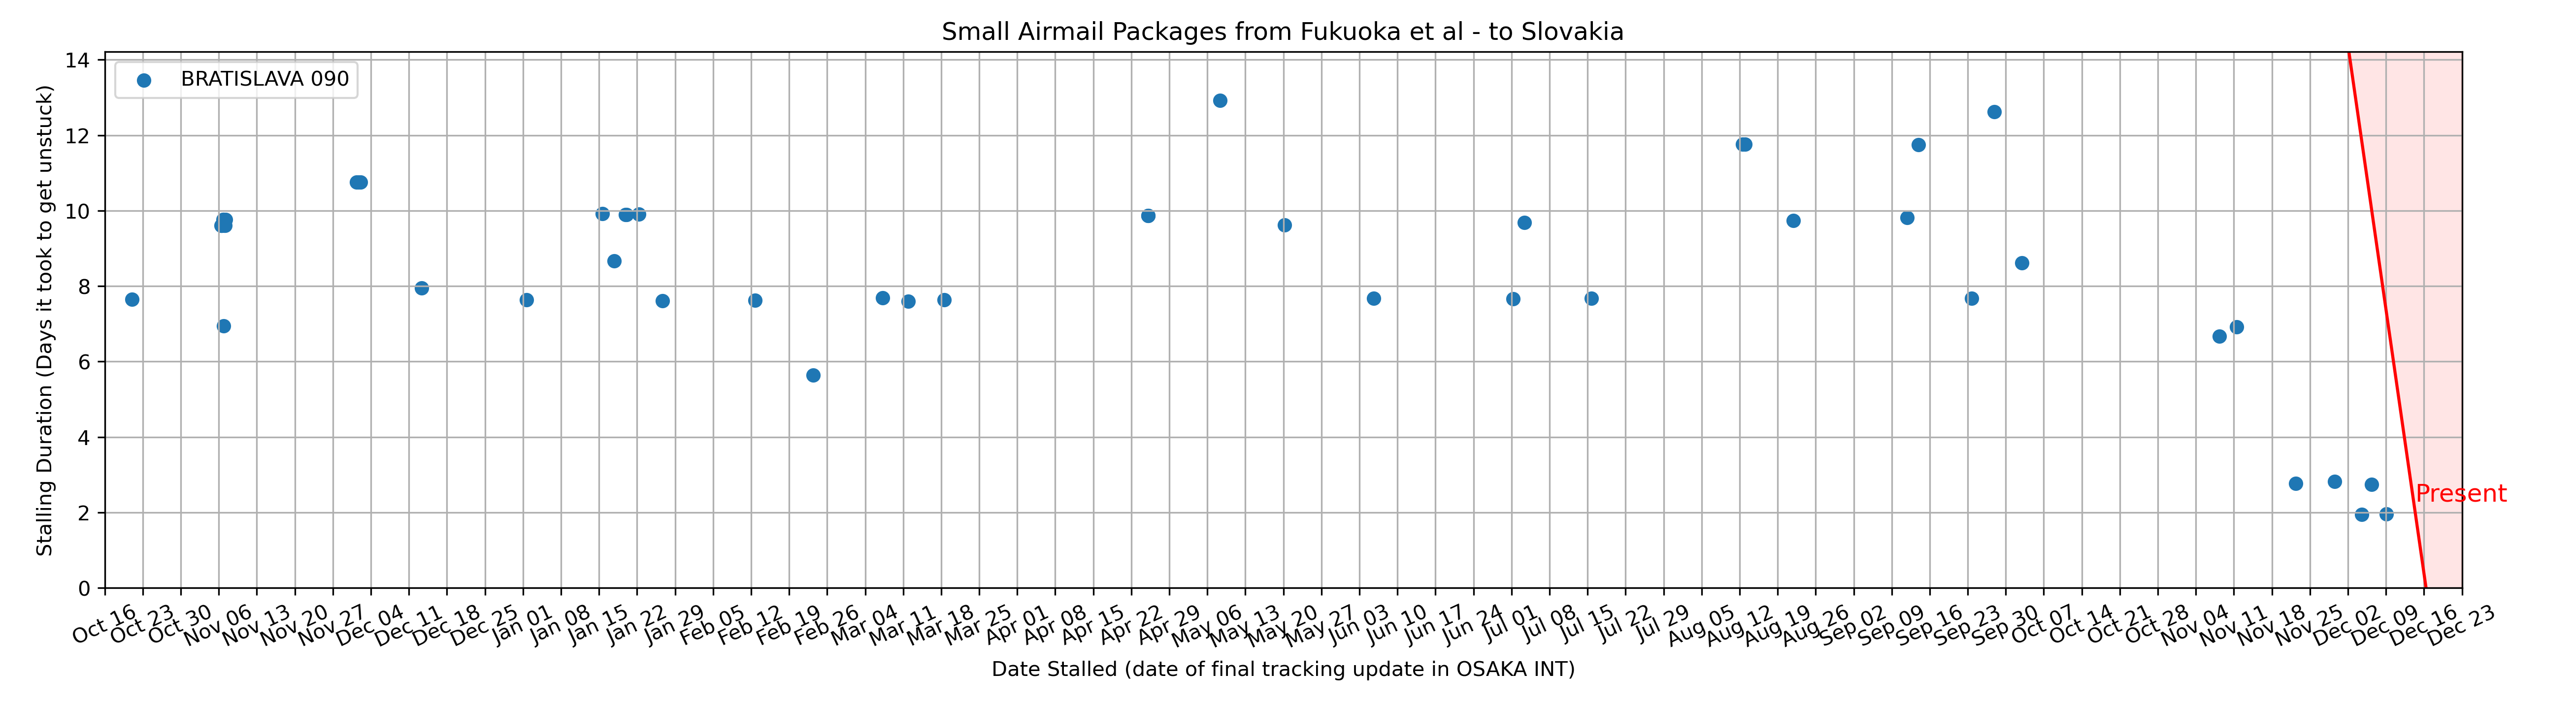 Small Airmail Packages from Fukuoka et al - to Slovakia
BRATISLAVA 090
Stalling Duration (Days it took to get unstuck)
14
12
10
8
6
4
2
0
Present
Oct 16
Oct 23
Oct 30
Nov 06
Nov 13
Nov 20
Nov 27
Dec 04
Dec 11
Dec 18
Dec 25
Jan 01
Jan 08
Jan 15
Jan 22
Jan 29
Feb 05
Feb 12
Feb 19
Feb 26
Mar 04
Mar 11
Mar 18
Mar 25
Apr 01
Apr 08
Apr 15
Apr 22
Apr 29
May 06
May 13
May 20
May 27
Jun 03
Jun 10
Jun 17
Jun 24
Jul 01
Jul 08
Jul 15
Jul 22
Jul 29
Aug 05
Aug 12
Aug 19
Aug 26
Sep 02
Sep 09
Sep 16
Sep 23
Sep 30
Oct 07
Oct 14
Oct 21
Oct 28
Nov 04
Nov 11
Nov 18
Nov 25
Dec 02
Dec 09
Dec 16
Dec 23
Date Stalled (date of final tracking update in OSAKA INT)